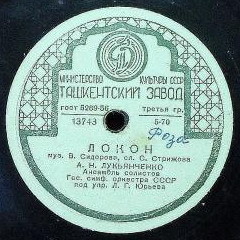 МИНИСТЕРСТВО КУЛЬТУРЫ СССР
ТАШКЕНТСКИЙ ЗАВОД
гост 5289-56 третья гр.
13743 5-70
Роза
ЛОКОН
муз. В. Сидорова, сл. С. Стрижова
А. Н. ЛУКЬЯНЧЕНКО
Ансамбль солистов
Гос. симф. оркестра СССР
под упр. Л. Г. Юрьева